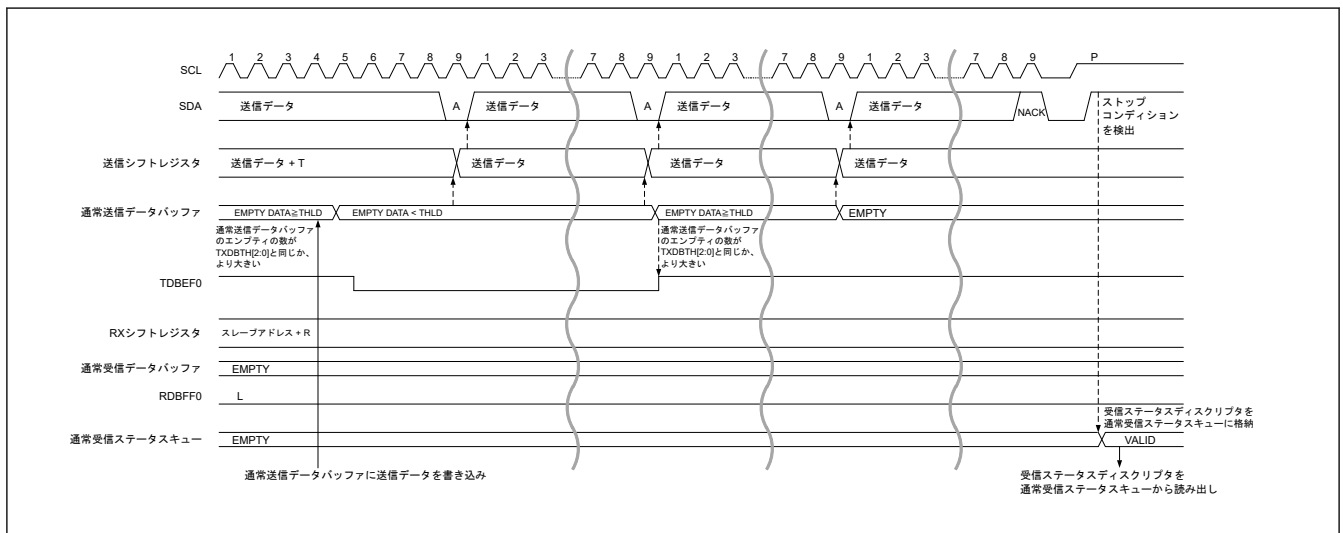 SCL
1 2 3 4 5 6 7 8 9 1 2 3 7 8 9 1 2 3 7 8 9 1 2 3 7 8 9 P
SDA
送信データ A 送信データ A 送信データ A 送信データ NACK
ストップ
コンディション
を検出
送信シフトレジスタ
送信データ + T 送信データ 送信データ 送信データ
通常送信データバッファ
EMPTY DATA≧THLD EMPTY DATA < THLD EMPTY DATA≧THLD EMPTY
通常送信データバッファ
のエンプティの数が
TXDBTH[2:0]と同じか、
より大きい
通常送信データバッファ
のエンプティの数が
TXDBTH[2:0]と同じか、
より大きい
TDBEF0
RXシフトレジスタ
スレーブアドレス + R
通常受信データバッファ
EMPTY
RDBFF0
L
通常受信ステータスキュー
EMPTY
受信ステータスディスクリプタを
通常受信ステータスキューに格納
VALID
通常送信データバッファに送信データを書き込み
受信ステータスディスクリプタを
通常受信ステータスキューから読み出し